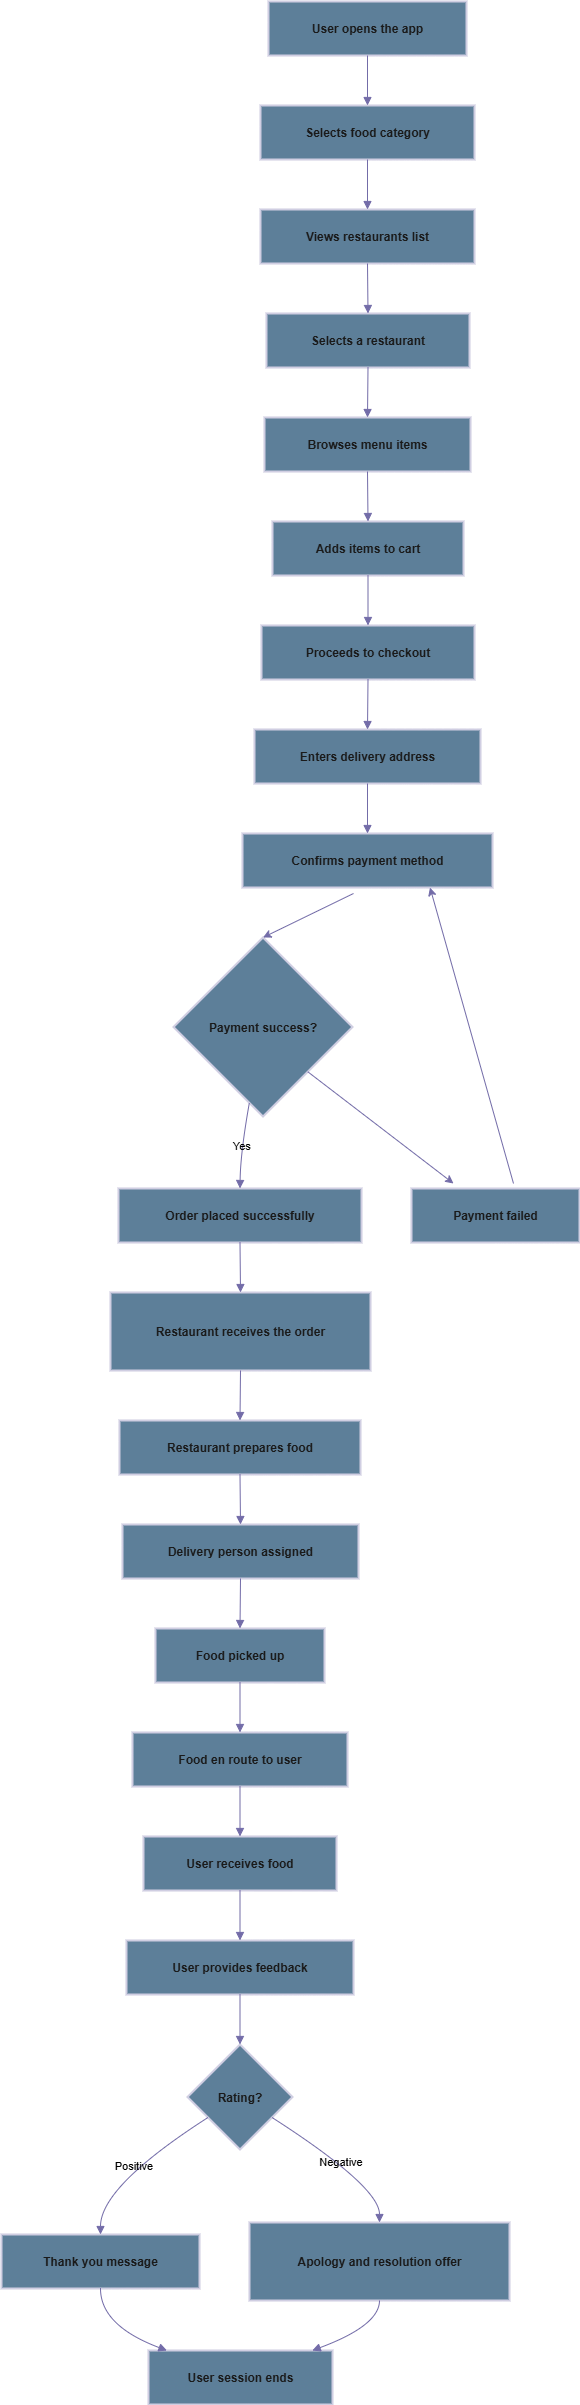 User opens the app
Selects food category
Views restaurants list
Selects a restaurant
Browses menu items
Adds items to cart
Proceeds to checkout
Enters delivery address
Confirms payment method
Payment success?
Yes
Order placed successfully
Payment failed
Restaurant receives the order
Restaurant prepares food
Delivery person assigned
Food picked up
Food en route to user
User receives food
User provides feedback
Rating?
Positive
Negative
Thank you message
Apology and resolution offer
User session ends